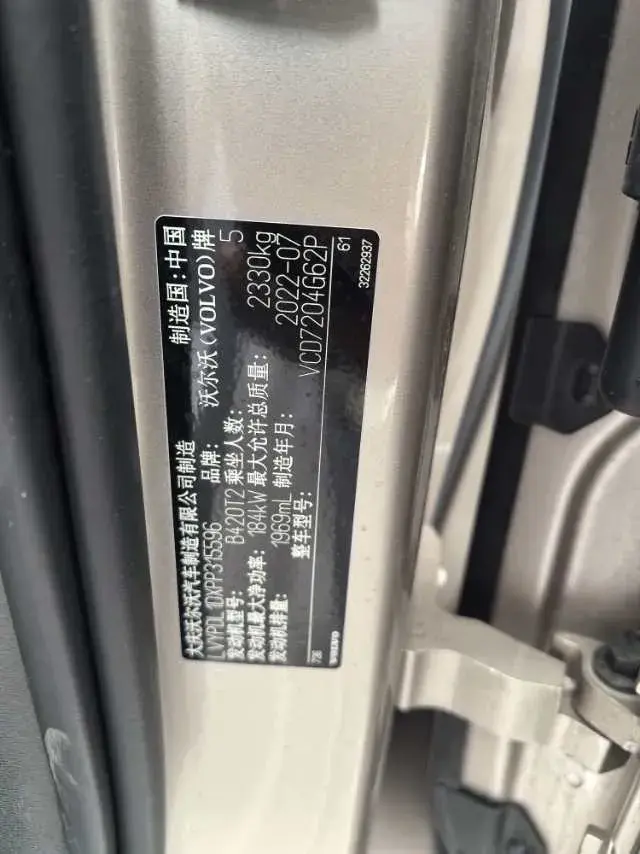 大庆沃尔沃汽车制造有限公司制造 制造国:中国
LVYPDL1DXPP315596 品牌: 沃尔沃(VOLVO)牌
发动机型号: B420T2 乘坐人数: 5
发动机最大净功率: 184kW 最大允许总质量: 2330kg
发动机排量: 1969mL 制造年月: 2022-07
整车型号: VCD7204G62P
726 61
VOLVO 32262937